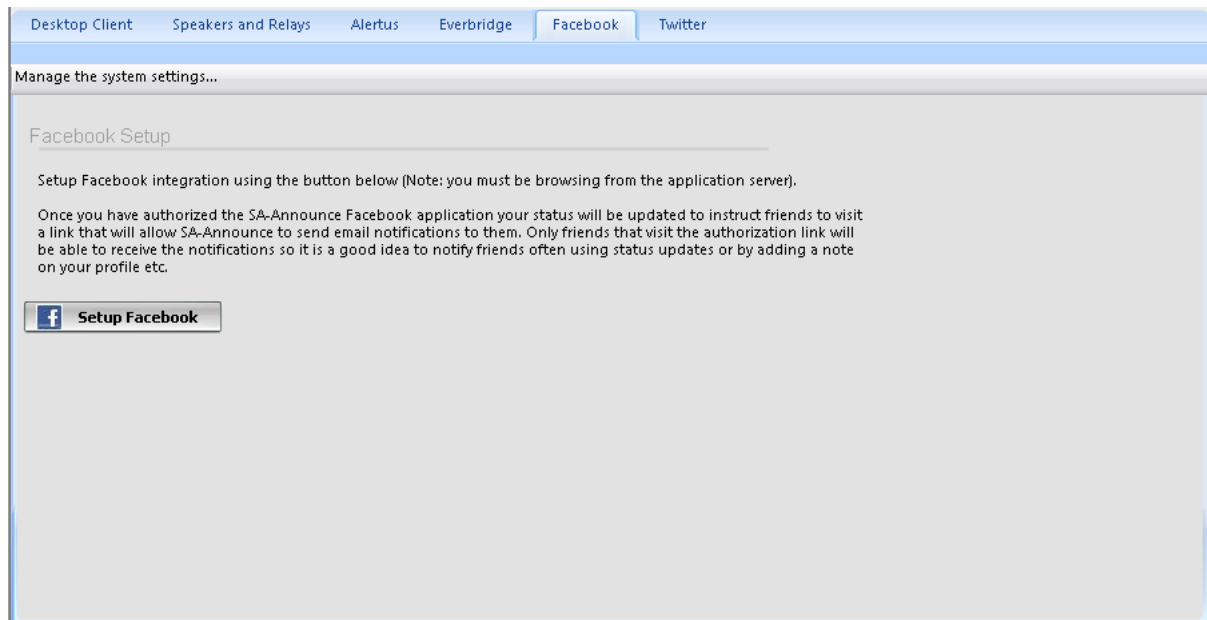 Desktop Client Speakers and Relays Alertus Everbridge Facebook Twitter
Manage the system settings...
Facebook Setup
Setup Facebook integration using the button below (Note: you must be browsing from the application server).
Once you have authorized the SA-Announce Facebook application your status will be updated to instruct friends to visit
a link that will allow SA-Announce to send email notifications to them. Only friends that visit the authorization link will
be able to receive the notifications so it is a good idea to notify friends often using status updates or by adding a note
on your profile etc.
Setup Facebook